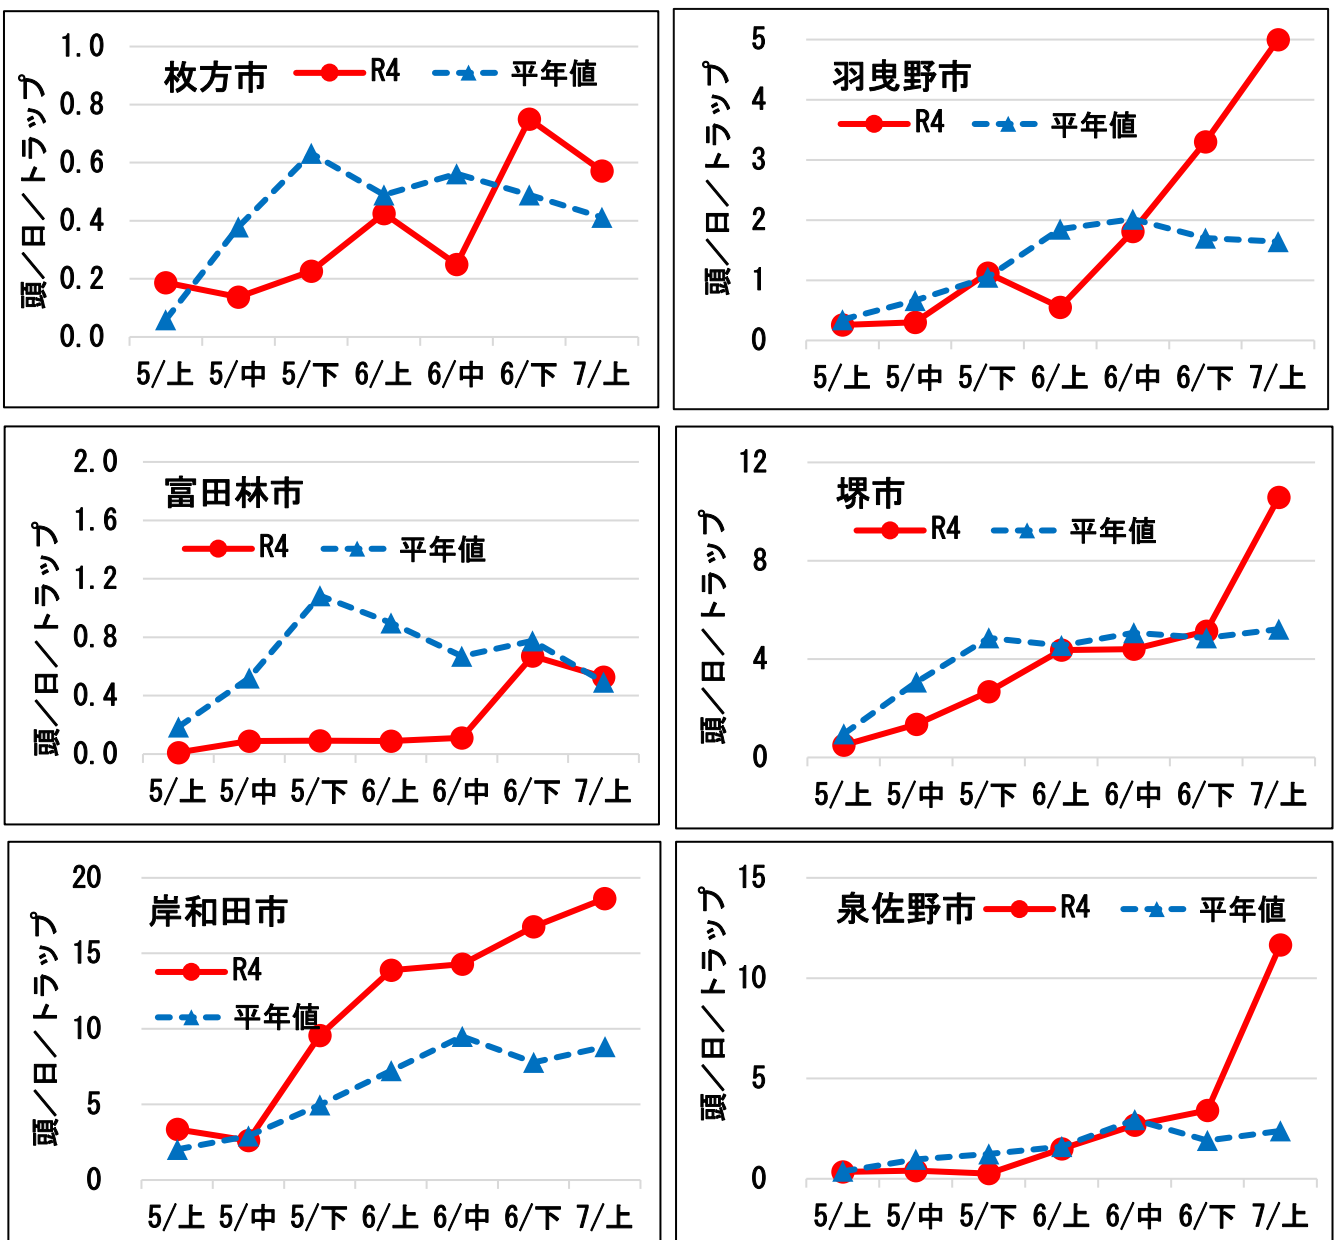 枚方市
R4
平年値
頭/日/トラップ
1.0
0.8
0.6
0.4
0.2
0.0
5/上 5/中 5/下 6/上 6/中 6/下 7/上
羽曳野市
R4
平年値
頭/日/トラップ
5
4
3
2
1
0
5/上 5/中 5/下 6/上 6/中 6/下 7/上
富田林市
R4
平年値
頭/日/トラップ
2.0
1.6
1.2
0.8
0.4
0.0
5/上 5/中 5/下 6/上 6/中 6/下 7/上
堺市
R4
平年値
頭/日/トラップ
12
8
4
0
5/上 5/中 5/下 6/上 6/中 6/下 7/上
岸和田市
R4
平年値
頭/日/トラップ
20
15
10
5
0
5/上 5/中 5/下 6/上 6/中 6/下 7/上
泉佐野市
R4
平年値
頭/日/トラップ
15
10
5
0
5/上 5/中 5/下 6/上 6/中 6/下 7/上